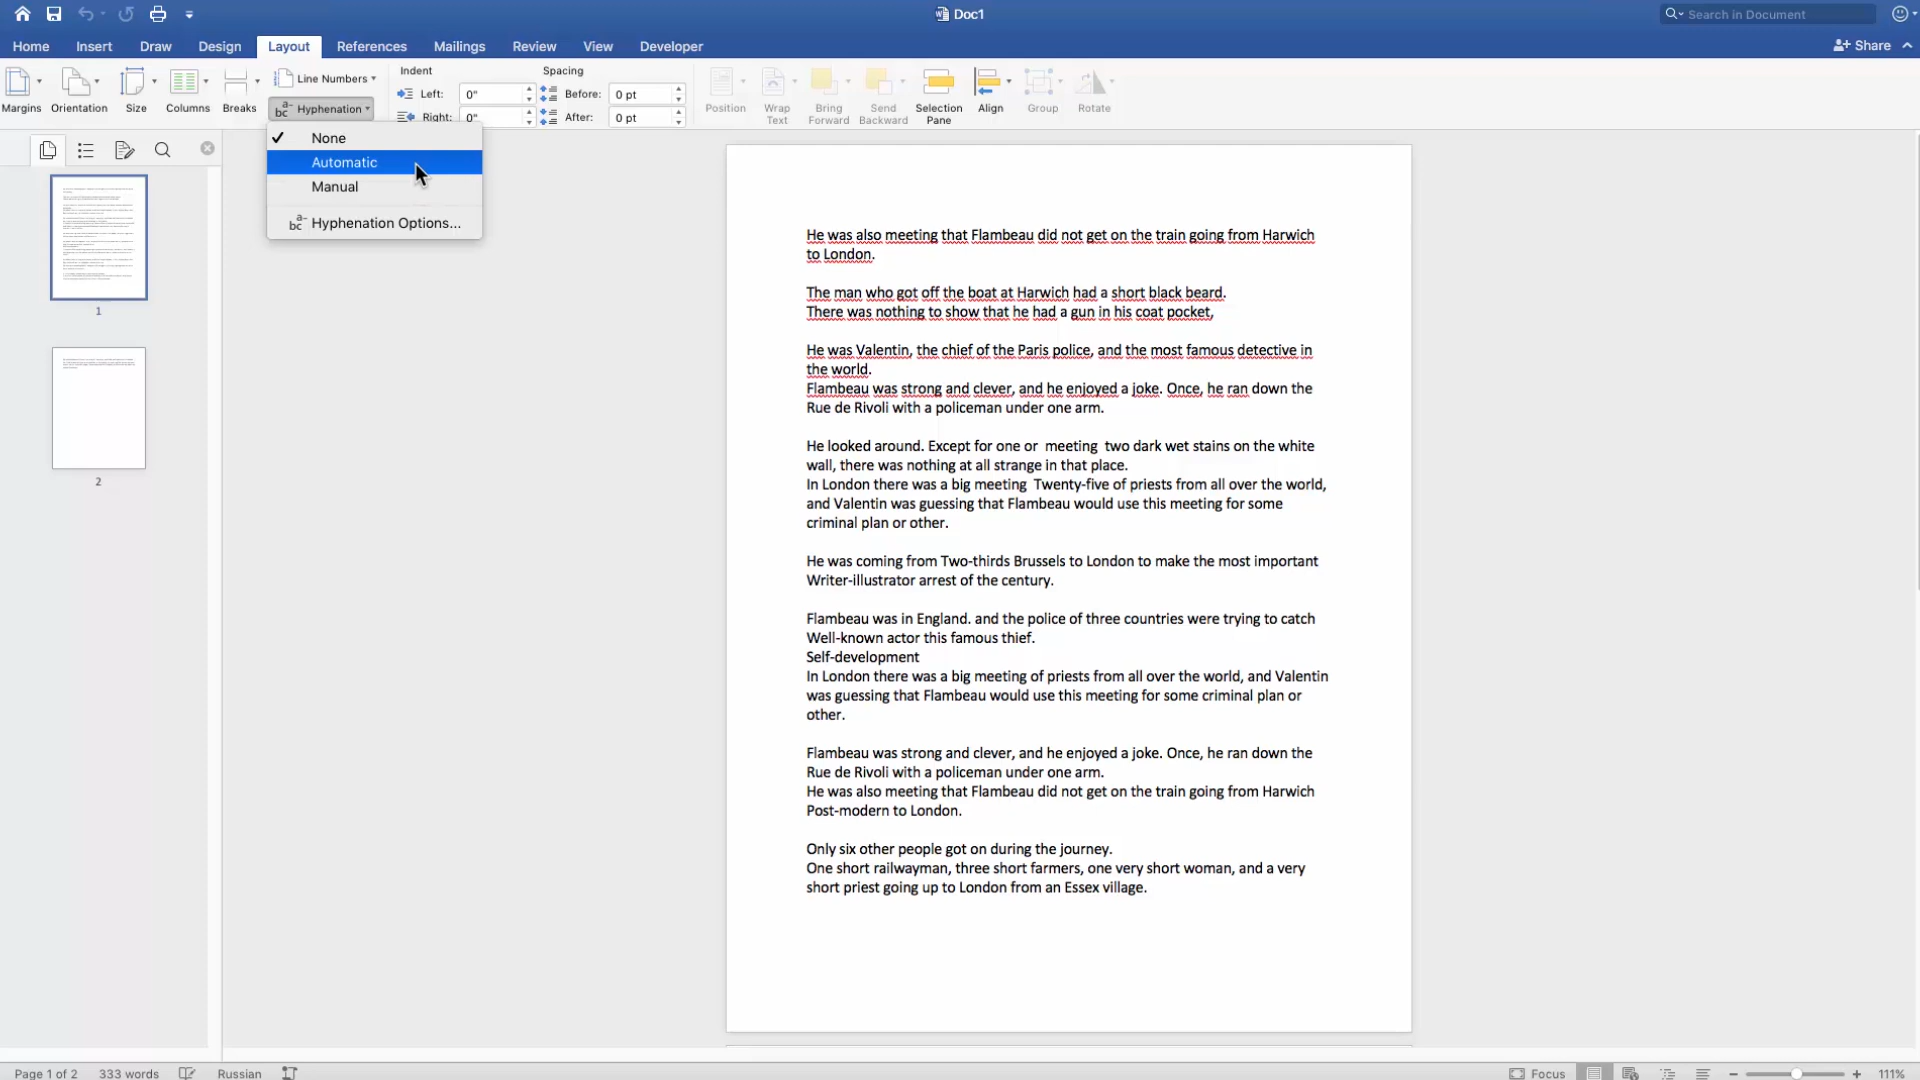 Doc1
Search in Document
Home
Insert
Draw
Design
Layout
References
Mailings
Review
View
Developer
Share
Margins
Orientation
Size
Columns
Breaks
Line Numbers
Hyphenation
Indent
Left: 0"
Right: 0"
Spacing
Before: 0 pt
After: 0 pt
Position
Wrap
Text
Bring
Forward
Send
Backward
Selection
Pane
Align
Group
Rotate
None
Automatic
Manual
Hyphenation Options...
1
2
He was also meeting that Flambeau did not get on the train going from Harwich
to London.
The man who got off the boat at Harwich had a short black beard.
There was nothing to show that he had a gun in his coat pocket,
He was Valentin, the chief of the Paris police, and the most famous detective in
the world.
Flambeau was strong and clever, and he enjoyed a joke. Once, he ran down the
Rue de Rivoli with a policeman under one arm.
He looked around. Except for one or  meeting  two dark wet stains on the white
wall, there was nothing at all strange in that place.
In London there was a big meeting  Twenty-five of priests from all over the world,
and Valentin was guessing that Flambeau would use this meeting for some
criminal plan or other.
He was coming from Two-thirds Brussels to London to make the most important
Writer-illustrator arrest of the century.
Flambeau was in England. and the police of three countries were trying to catch
Well-known actor this famous thief.
Self-development
In London there was a big meeting of priests from all over the world, and Valentin
was guessing that Flambeau would use this meeting for some criminal plan or
other.
Flambeau was strong and clever, and he enjoyed a joke. Once, he ran down the
Rue de Rivoli with a policeman under one arm.
He was also meeting that Flambeau did not get on the train going from Harwich
Post-modern to London.
Only six other people got on during the journey.
One short railwayman, three short farmers, one very short woman, and a very
short priest going up to London from an Essex village.
Page 1 of 2
333 words
Russian
Focus
111%